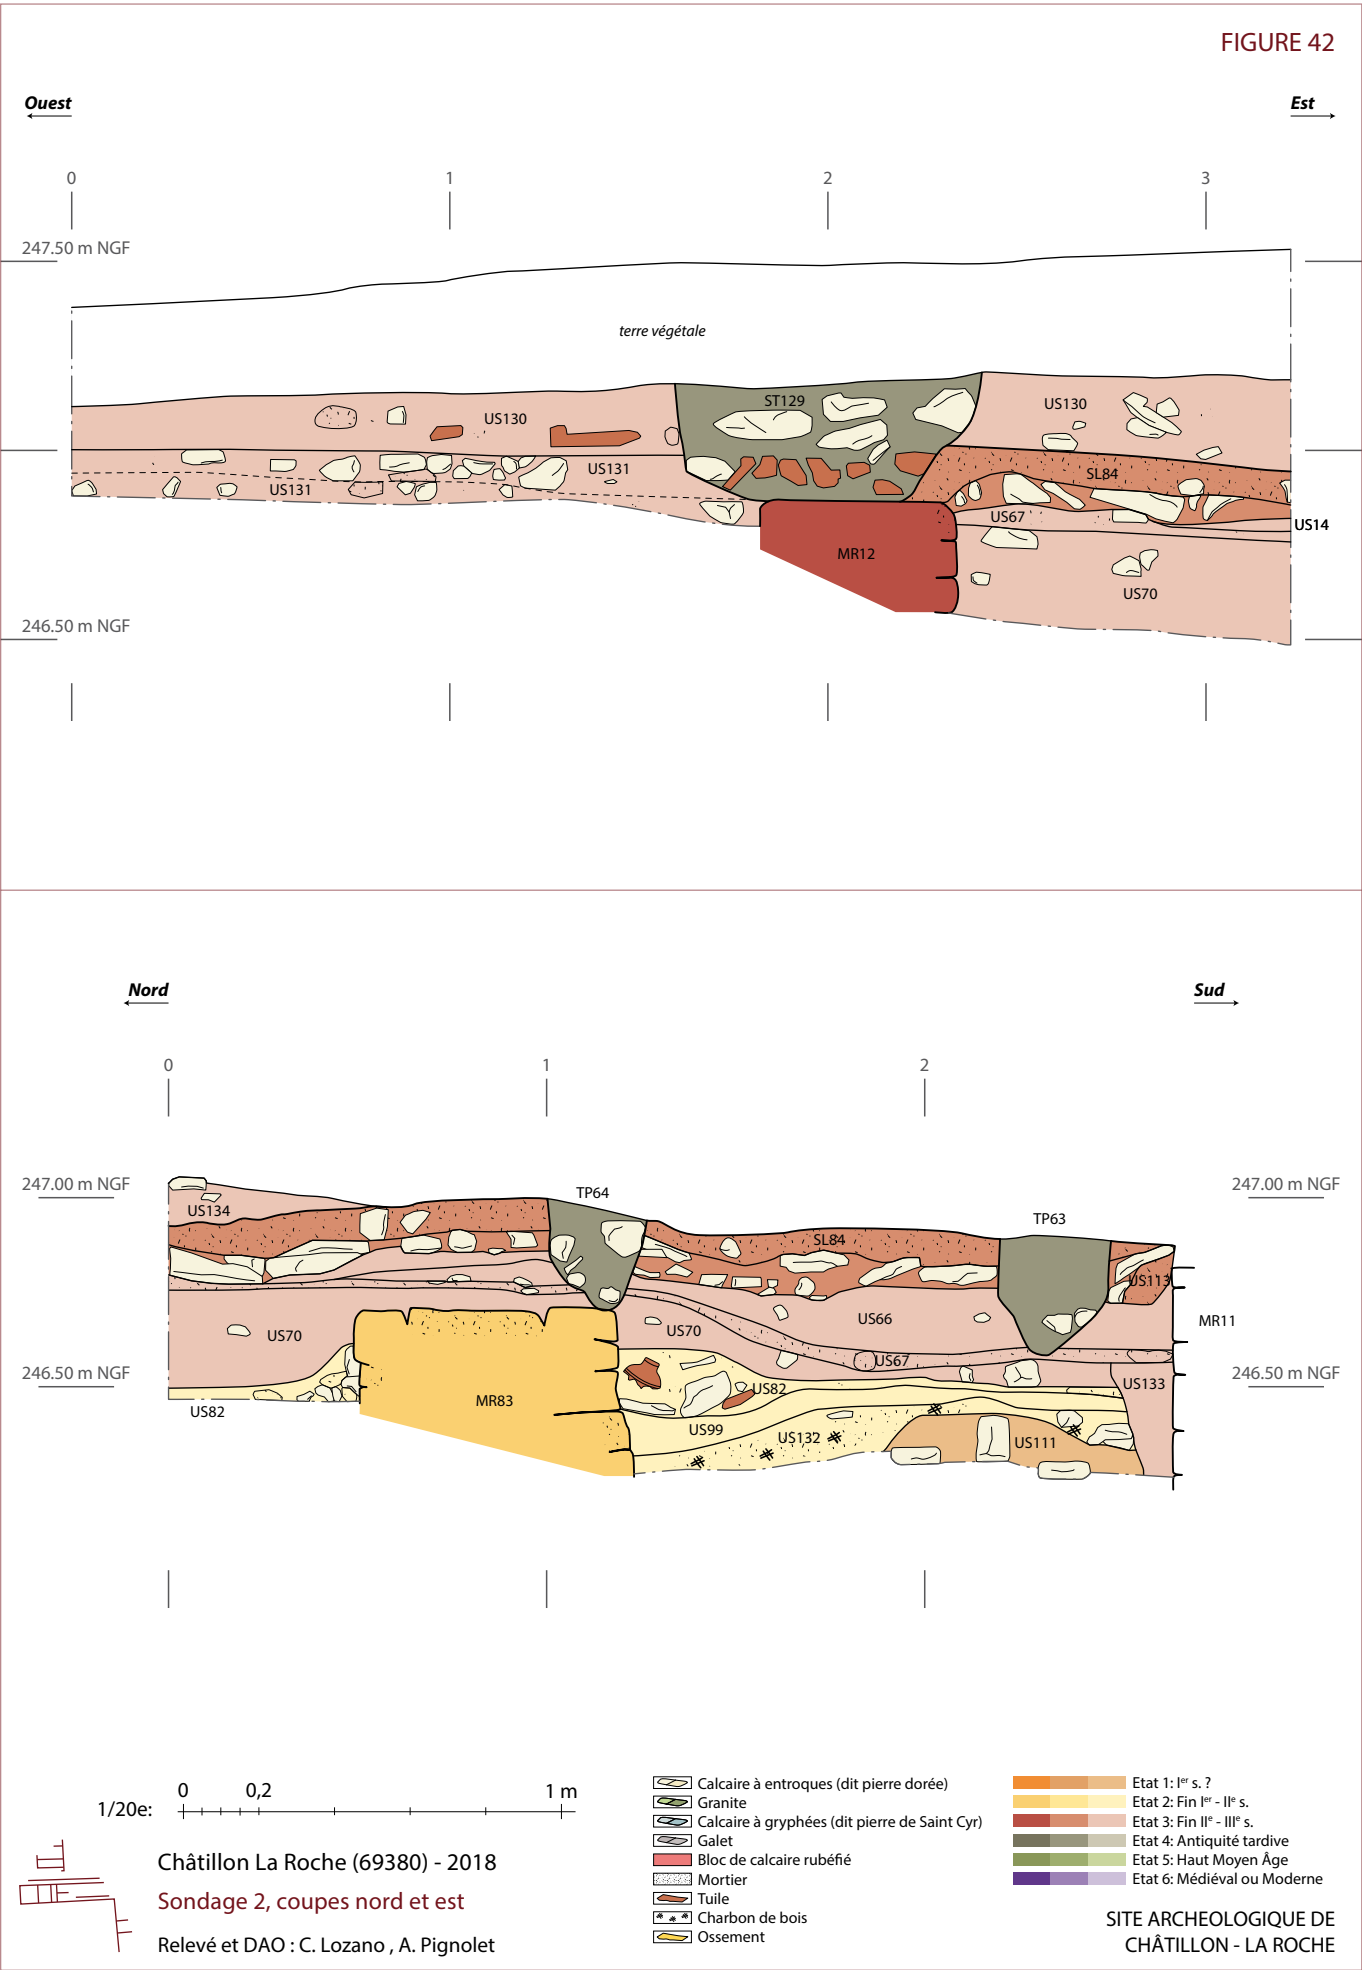 FIGURE 42
Ouest
Est
0 1 2 3
247.50 m NGF
terre végétale
ST129
US130
US130
US131
SL84
US131
US67
US14
MR12
US70
246.50 m NGF
Nord
Sud
0 1 2
247.00 m NGF
TP64
247.00 m NGF
US134
TP63
SL84
US113
US66
MR11
US70
US70
US67
246.50 m NGF
US82
US133
246.50 m NGF
US82
MR83
US99
US132
US111
1/20e:
0 0,2 1 m
Châtillon La Roche (69380) - 2018
Sondage 2, coupes nord et est
Relevé et DAO : C. Lozano , A. Pignolet
Calcaire à entroques (dit pierre dorée)
Granite
Calcaire à gryphées (dit pierre de Saint Cyr)
Galet
Bloc de calcaire rubéfié
Mortier
Tuile
Charbon de bois
Ossement
Etat 1: Ier s. ?
Etat 2: Fin Ier - IIe s.
Etat 3: Fin IIe - IIIe s.
Etat 4: Antiquité tardive
Etat 5: Haut Moyen Âge
Etat 6: Médiéval ou Moderne
SITE ARCHEOLOGIQUE DE
CHÂTILLON - LA ROCHE